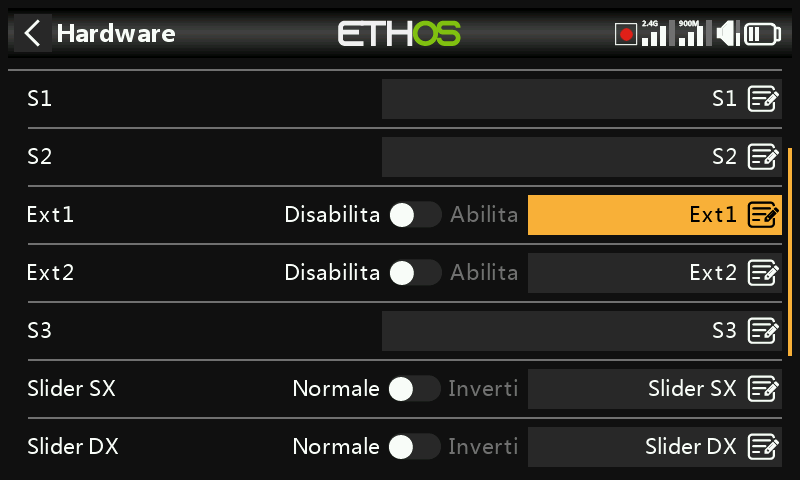 Hardware ETHOS 2.4G 900M
S1 S1
S2 S2
Ext1 Disabilita Abilita Ext1
Ext2 Disabilita Abilita Ext2
S3 S3
Slider SX Normale Inverti Slider SX
Slider DX Normale Inverti Slider DX